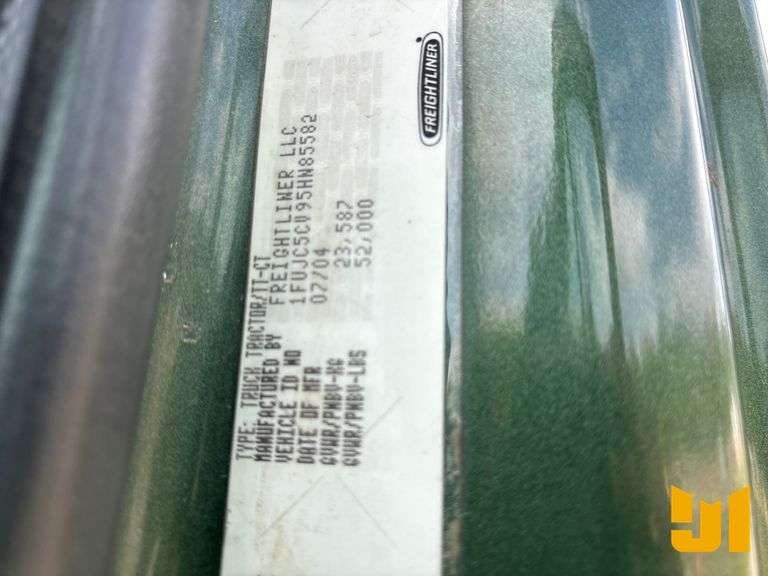 FREIGHTLINER
TYPE: TRUCK TRACTOR/TT-CT
MANUFACTURED BY FREIGHTLINER LLC
VEHICLE ID NO 1FUJC5CV95HN85582
DATE OF MFR 07/04
GVWR/PNBV-KG 23,587
GVWR/PNBV-LBS 52,000